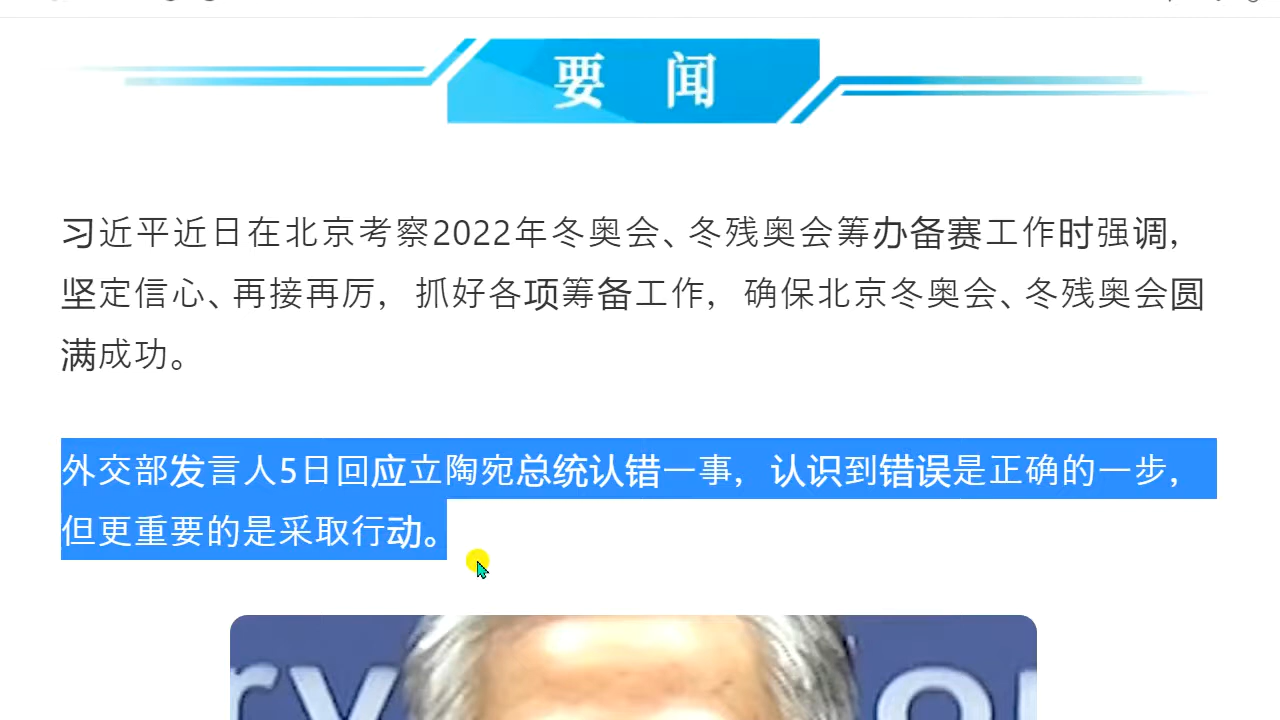 要 闻
习近平近日在北京考察2022年冬奥会、冬残奥会筹办备赛工作时强调，
坚定信心、再接再厉，抓好各项筹备工作，确保北京冬奥会、冬残奥会圆
满成功。
外交部发言人5日回应立陶宛总统认错一事，认识到错误是正确的一步，
但更重要的是采取行动。
ry